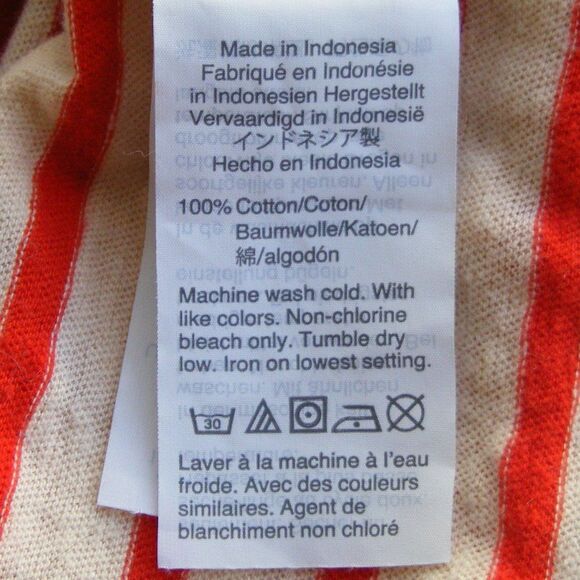 Made in Indonesia
Fabriqué en Indonésie
in Indonesien Hergestellt
Vervaardigd in Indonesië
インドネシア製
Hecho en Indonesia
100% Cotton/Coton/
Baumwolle/Katoen/
綿/algodón
Machine wash cold. With
like colors. Non-chlorine
bleach only. Tumble dry
low. Iron on lowest setting.
30
Laver à la machine à l'eau
froide. Avec des couleurs
similaires. Agent de
blanchiment non chloré